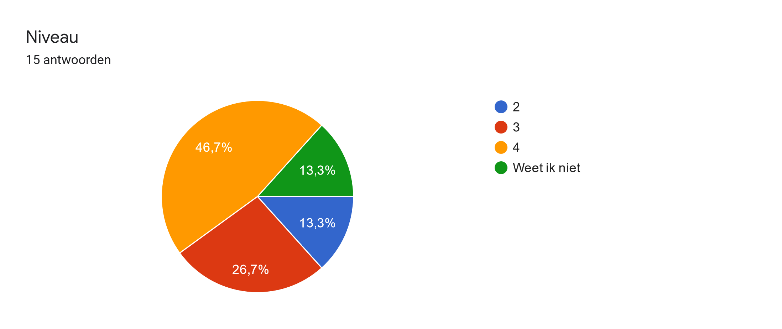 Niveau
15 antwoorden
46,7%
13,3%
13,3%
26,7%
2
3
4
Weet ik niet